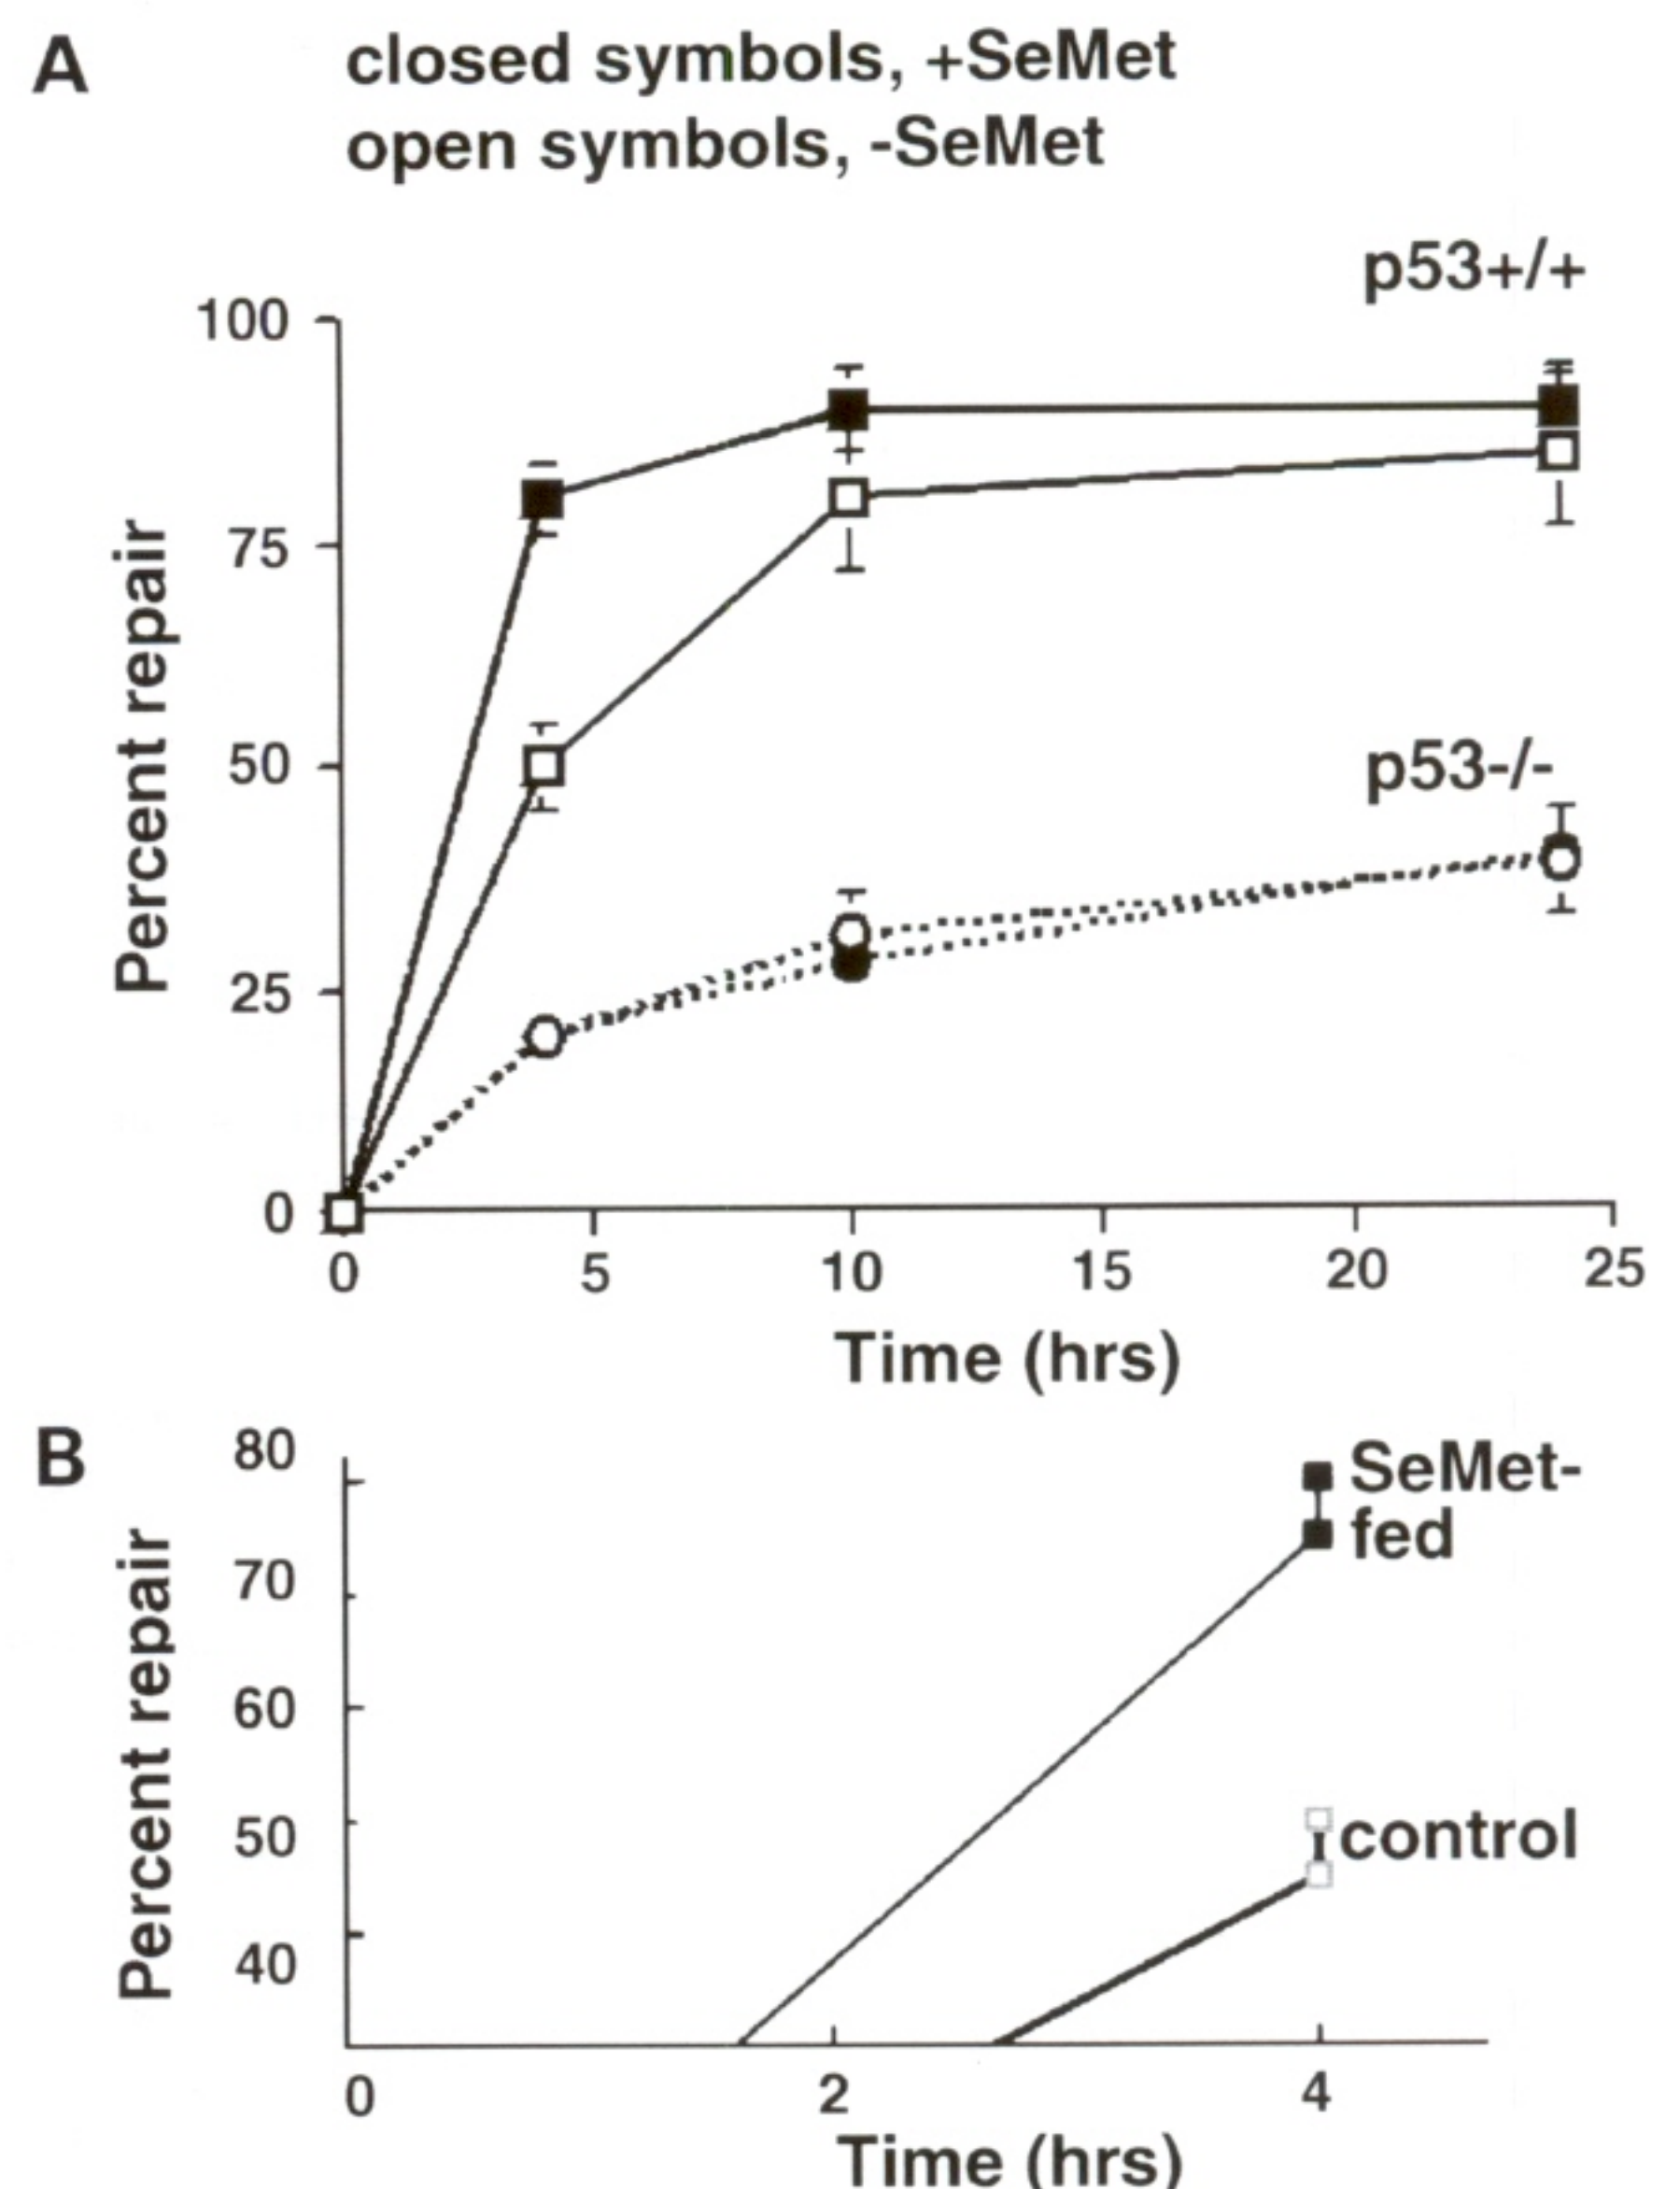 A
closed symbols, +SeMet
open symbols, -SeMet
p53+/+
p53-/-
Percent repair
100
75
50
25
0
0 5 10 15 20 25
Time (hrs)
B
Percent repair
80
70
60
50
40
SeMet-
fed
control
0 2 4
Time (hrs)